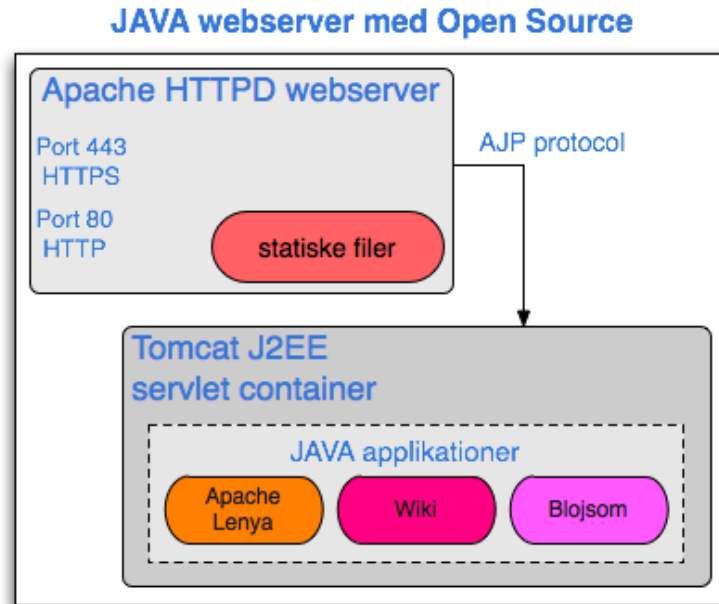 JAVA webserver med Open Source
Apache HTTPD webserver
Port 443
HTTPS
Port 80
HTTP
statiske filer
AJP protocol
Tomcat J2EE
servlet container
JAVA applikationer
Apache
Lenya
Wiki
Blojsom